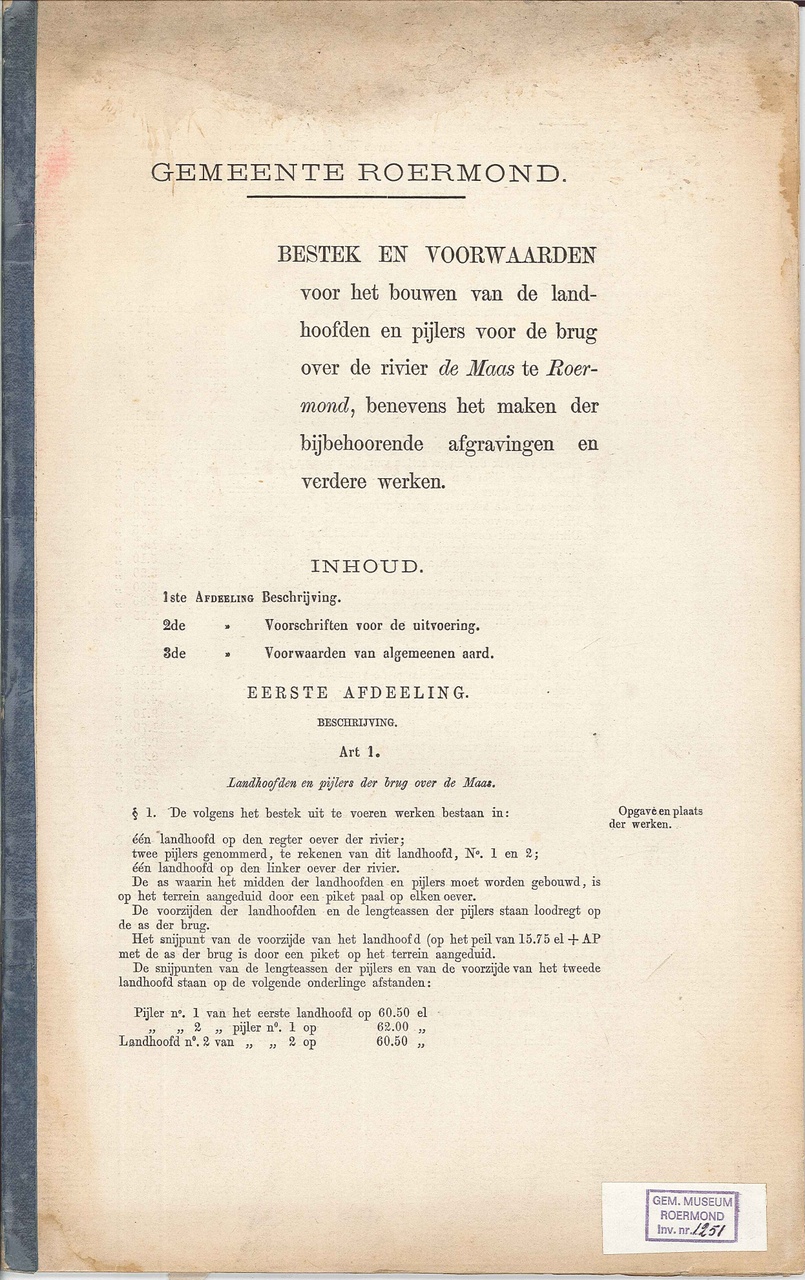 GEMEENTE ROERMOND.
BESTEK EN VOORWAARDEN
voor het bouwen van de land-
hoofden en pijlers voor de brug
over de rivier de Maas te Roer-
mond, benevens het maken der
bijbehoorende afgravingen en
verdere werken.
INHOUD.
1ste AFDEELING Beschrijving.
2de » Voorschriften voor de uitvoering.
3de » Voorwaarden van algemeenen aard.
EERSTE AFDEELING.
BESCHRIJVING.
Art 1.
Landhoofden en pijlers der brug over de Maas.
§ 1. De volgens het bestek uit te voeren werken bestaan in:
Opgave en plaats
der werken.
één landhoofd op den regter oever der rivier;
twee pijlers genommerd, te rekenen van dit landhoofd, Nº. 1 en 2;
één landhoofd op den linker oever der rivier.
De as waarin het midden der landhoofden en pijlers moet worden gebouwd, is
op het terrein aangeduid door een piket paal op elken oever.
De voorzijden der landhoofden en de lengteassen der pijlers staan loodregt op
de as der brug.
Het snijpunt van de voorzijde van het landhoofd (op het peil van 15.75 el + AP
met de as der brug is door een piket op het terrein aangeduid.
De snijpunten van de lengteassen der pijlers en van de voorzijde van het tweede
landhoofd staan op de volgende onderlinge afstanden:
Pijler nº. 1 van het eerste landhoofd op 60.50 el
„ „ 2 „ pijler nº. 1 op 62.00 „
Landhoofd nº. 2 van „ „ 2 op 60.50 „
GEM. MUSEUM
ROERMOND
Inv. nr. 1251